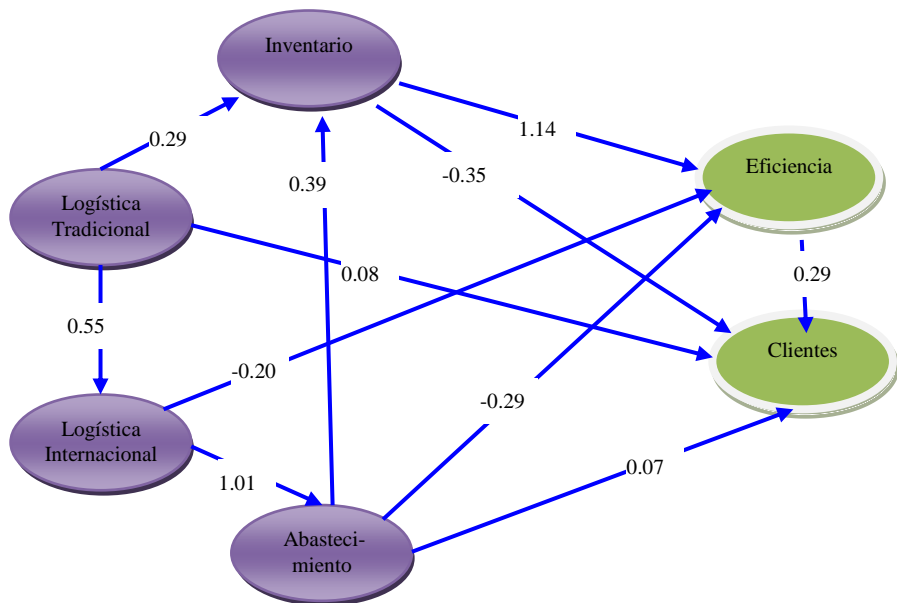 Inventario
1.14
0.29
-0.35
Eficiencia
0.39
Logística
Tradicional
0.08
0.29
0.55
Clientes
-0.20
-0.29
Logística
Internacional
0.07
1.01
Abasteci-
miento